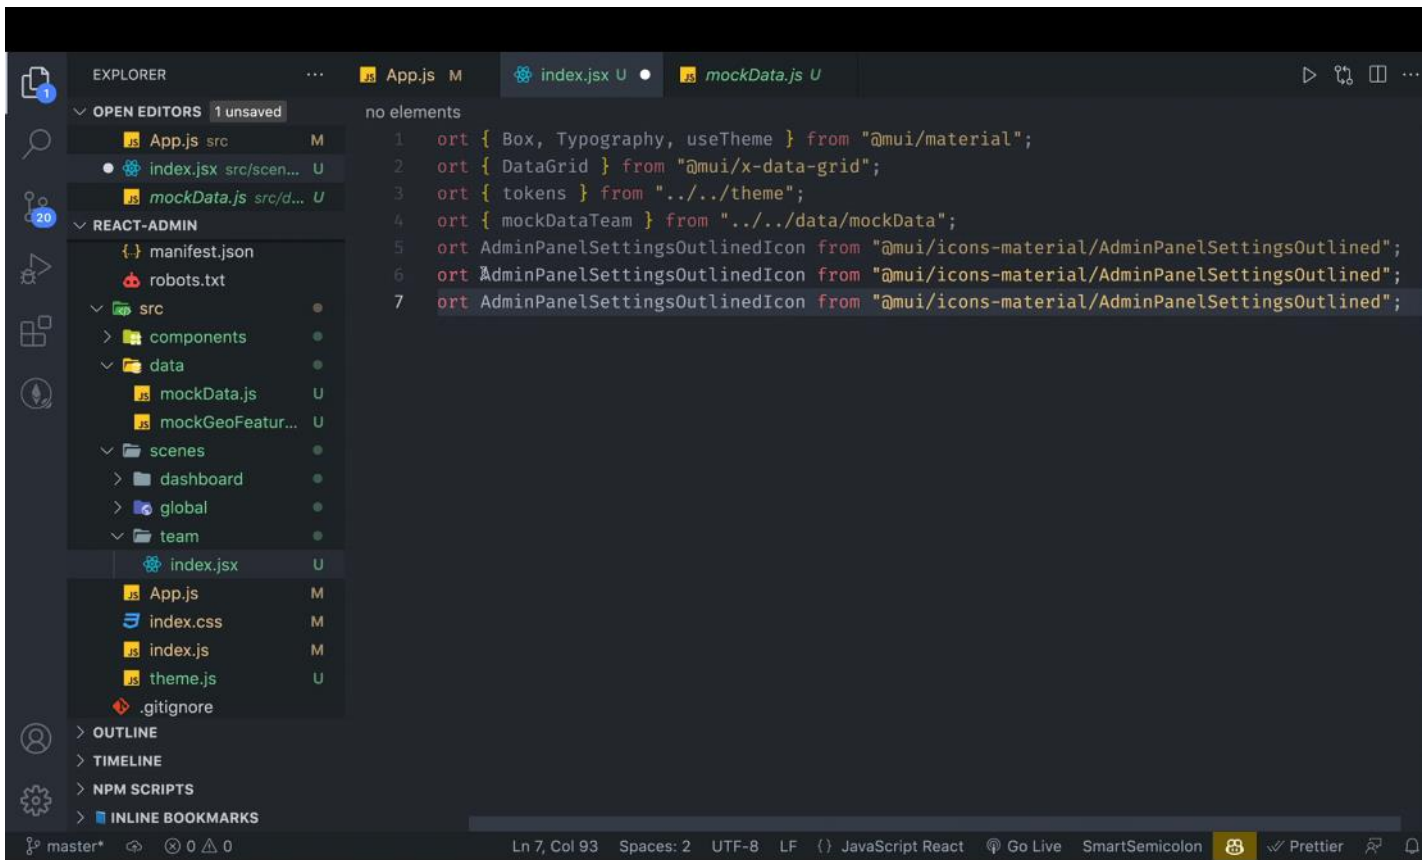 EXPLORER
···
App.js M
index.jsx U
mockData.js U
OPEN EDITORS 1 unsaved
App.js src M
index.jsx src/scen... U
mockData.js src/d... U
REACT-ADMIN
manifest.json
robots.txt
src
components
data
mockData.js U
mockGeoFeatur... U
scenes
dashboard
global
team
index.jsx U
App.js M
index.css M
index.js M
theme.js U
.gitignore
OUTLINE
TIMELINE
NPM SCRIPTS
INLINE BOOKMARKS
1
20
no elements
1 ort { Box, Typography, useTheme } from "@mui/material";
2 ort { DataGrid } from "@mui/x-data-grid";
3 ort { tokens } from "../../theme";
4 ort { mockDataTeam } from "../../data/mockData";
5 ort AdminPanelSettingsOutlinedIcon from "@mui/icons-material/AdminPanelSettingsOutlined";
6 ort AdminPanelSettingsOutlinedIcon from "@mui/icons-material/AdminPanelSettingsOutlined";
7 ort AdminPanelSettingsOutlinedIcon from "@mui/icons-material/AdminPanelSettingsOutlined";
master* 0 0 Ln 7, Col 93 Spaces: 2 UTF-8 LF {} JavaScript React Go Live SmartSemicolon Prettier